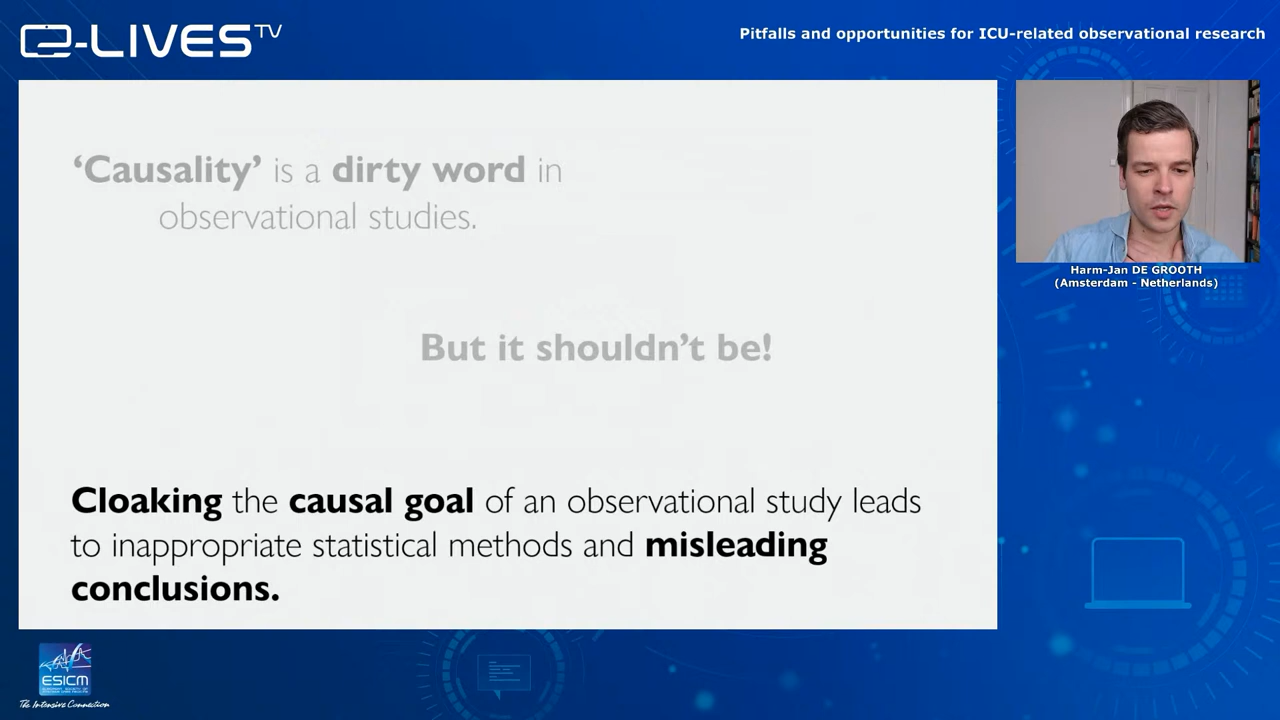 e-LIVES TV
Pitfalls and opportunities for ICU-related observational research
‘Causality’ is a dirty word in
observational studies.
But it shouldn’t be!
Cloaking the causal goal of an observational study leads
to inappropriate statistical methods and misleading
conclusions.
Harm-Jan DE GROOTH
(Amsterdam - Netherlands)
ESICM
The Intensive Connection